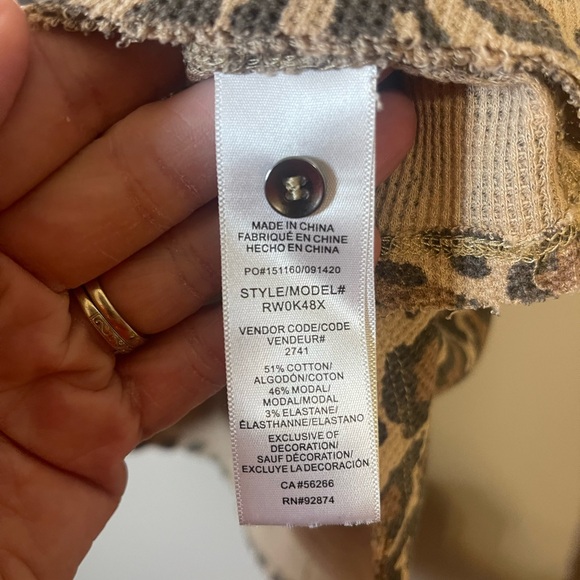 MADE IN CHINA
FABRIQUÉ EN CHINE
HECHO EN CHINA
PO#151160/091420
STYLE/MODEL#
RW0K48X
VENDOR CODE/CODE
VENDEUR#
2741
51% COTTON/
ALGODÓN/COTON
46% MODAL/
MODAL/MODAL
3% ELASTANE/
ÉLASTHANNE/ELASTANO
EXCLUSIVE OF
DECORATION/
SAUF DÉCORATION/
EXCLUYE LA DECORACIÓN
CA#56266
RN#92874